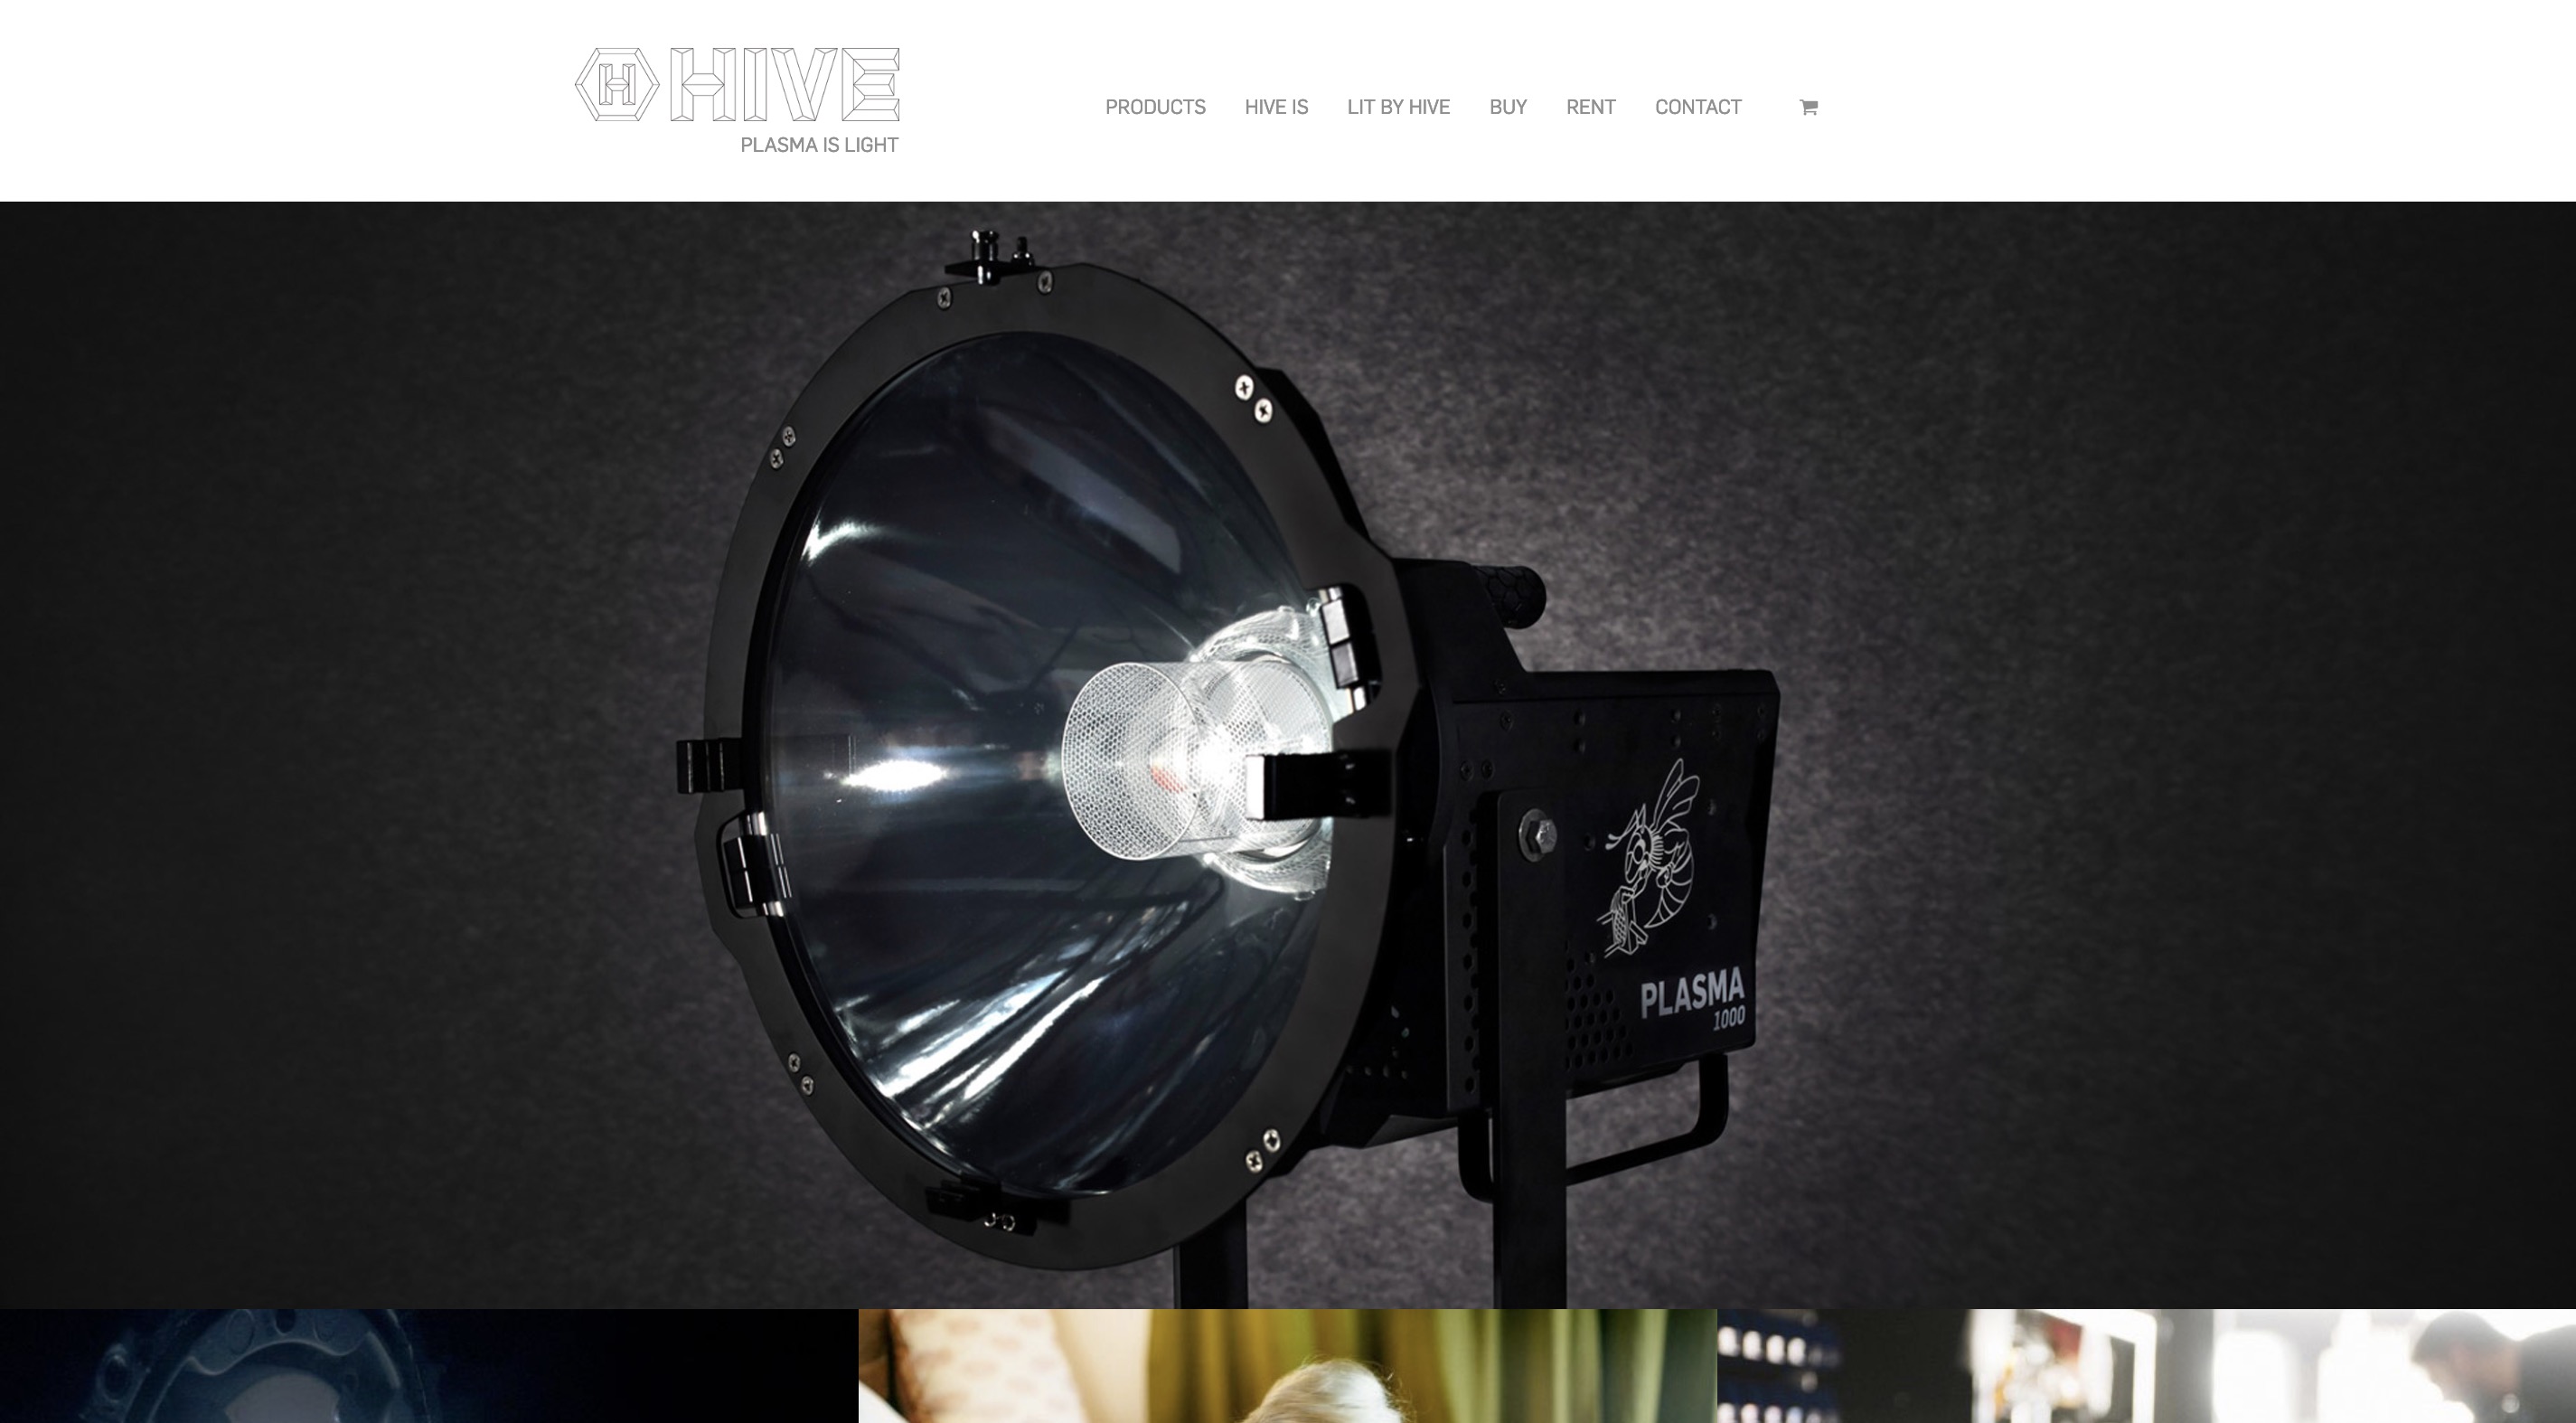 H HIVE
PLASMA IS LIGHT
PRODUCTS HIVE IS LIT BY HIVE BUY RENT CONTACT
PLASMA
1000